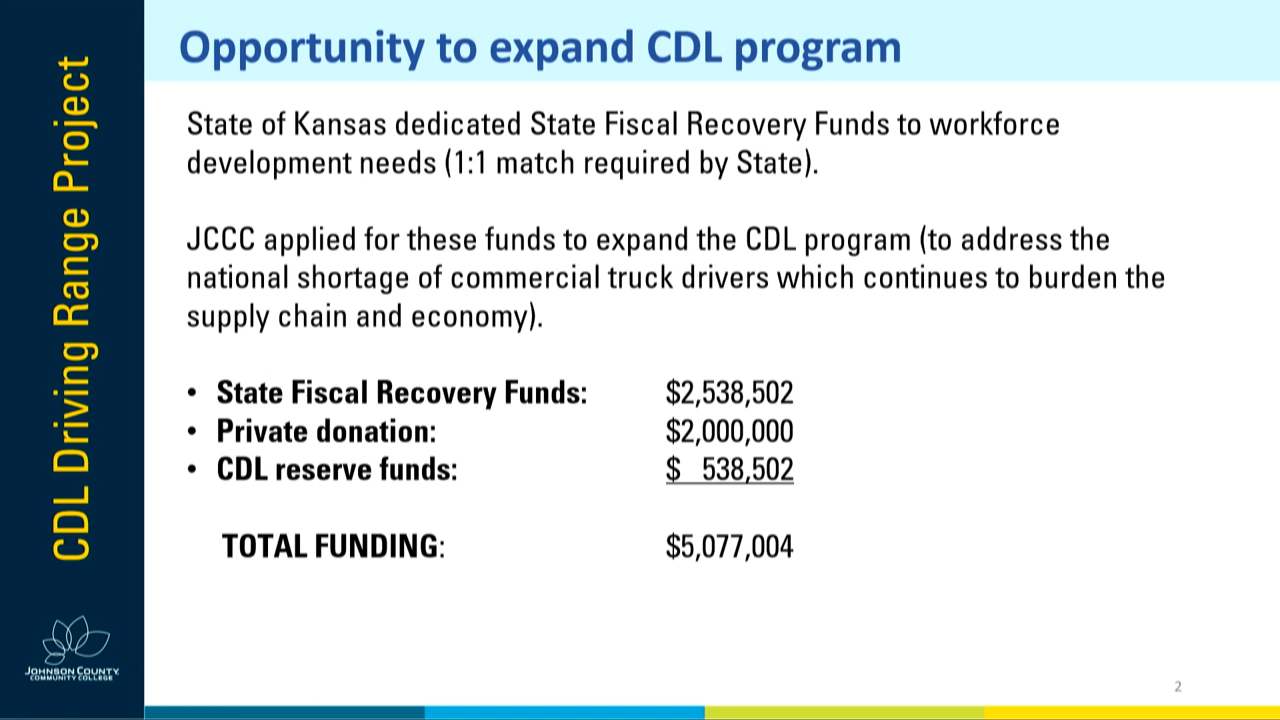 Opportunity to expand CDL program
CDL Driving Range Project
State of Kansas dedicated State Fiscal Recovery Funds to workforce
development needs (1:1 match required by State).
JCCC applied for these funds to expand the CDL program (to address the
national shortage of commercial truck drivers which continues to burden the
supply chain and economy).
• State Fiscal Recovery Funds: $2,538,502
• Private donation: $2,000,000
• CDL reserve funds: $ 538,502
TOTAL FUNDING: $5,077,004
JOHNSON COUNTY
COMMUNITY COLLEGE
2